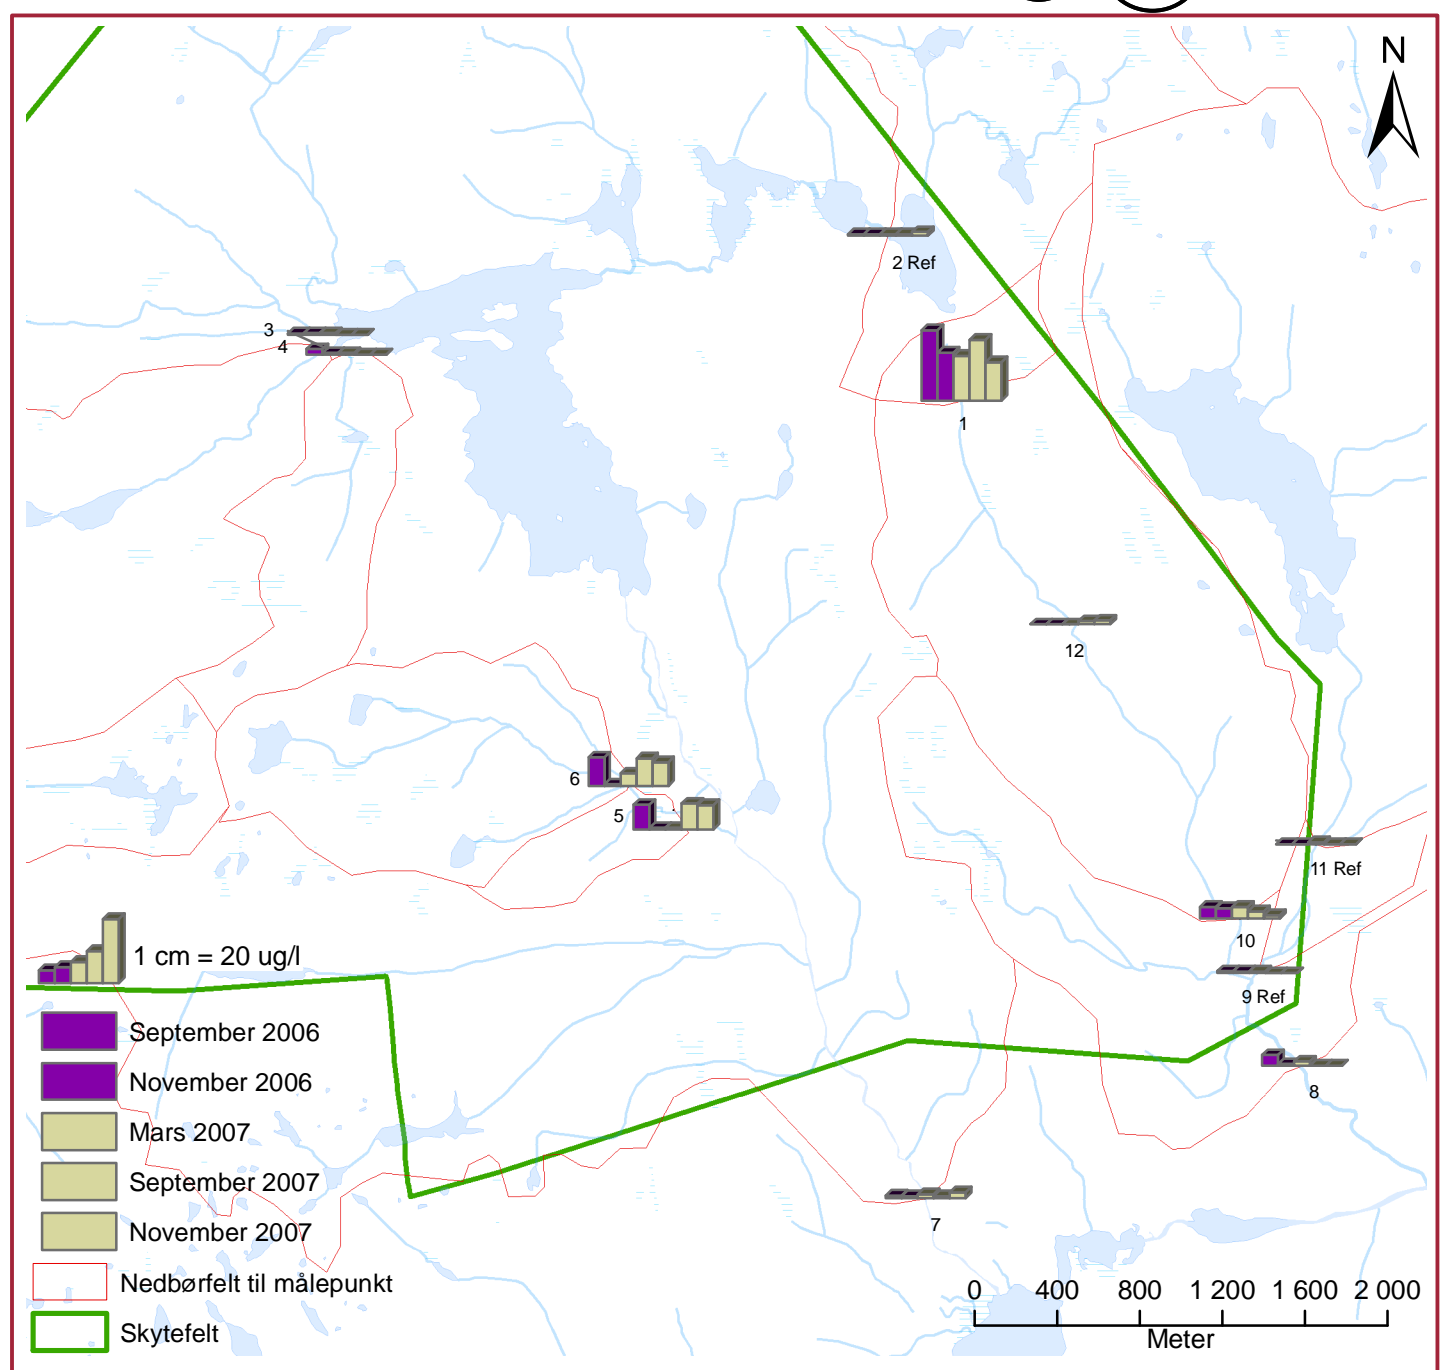 N
2 Ref
3
4
1
12
6
5
11 Ref
10
1 cm = 20 ug/l
9 Ref
September 2006
November 2006
8
Mars 2007
September 2007
7
November 2007
Nedbørfelt til målepunkt
0 400 800 1 200 1 600 2 000
Skytefelt
Meter